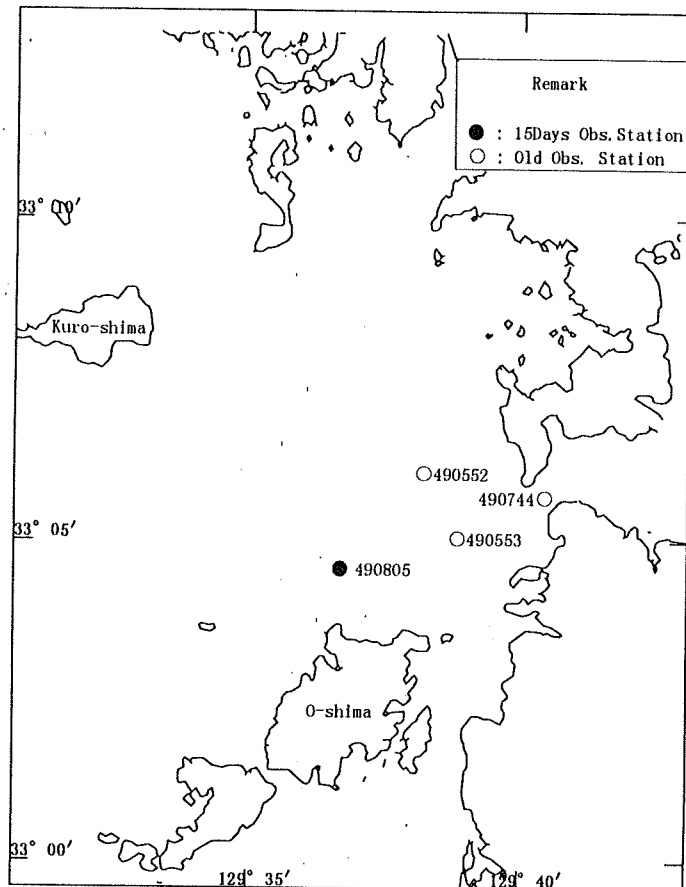 Remark
● : 15Days Obs. Station
○ : Old Obs. Station
33° 10′
Kuro-shima
490552
490744
33° 05′
490553
490805
O-shima
33° 00′
129° 35′
129° 40′